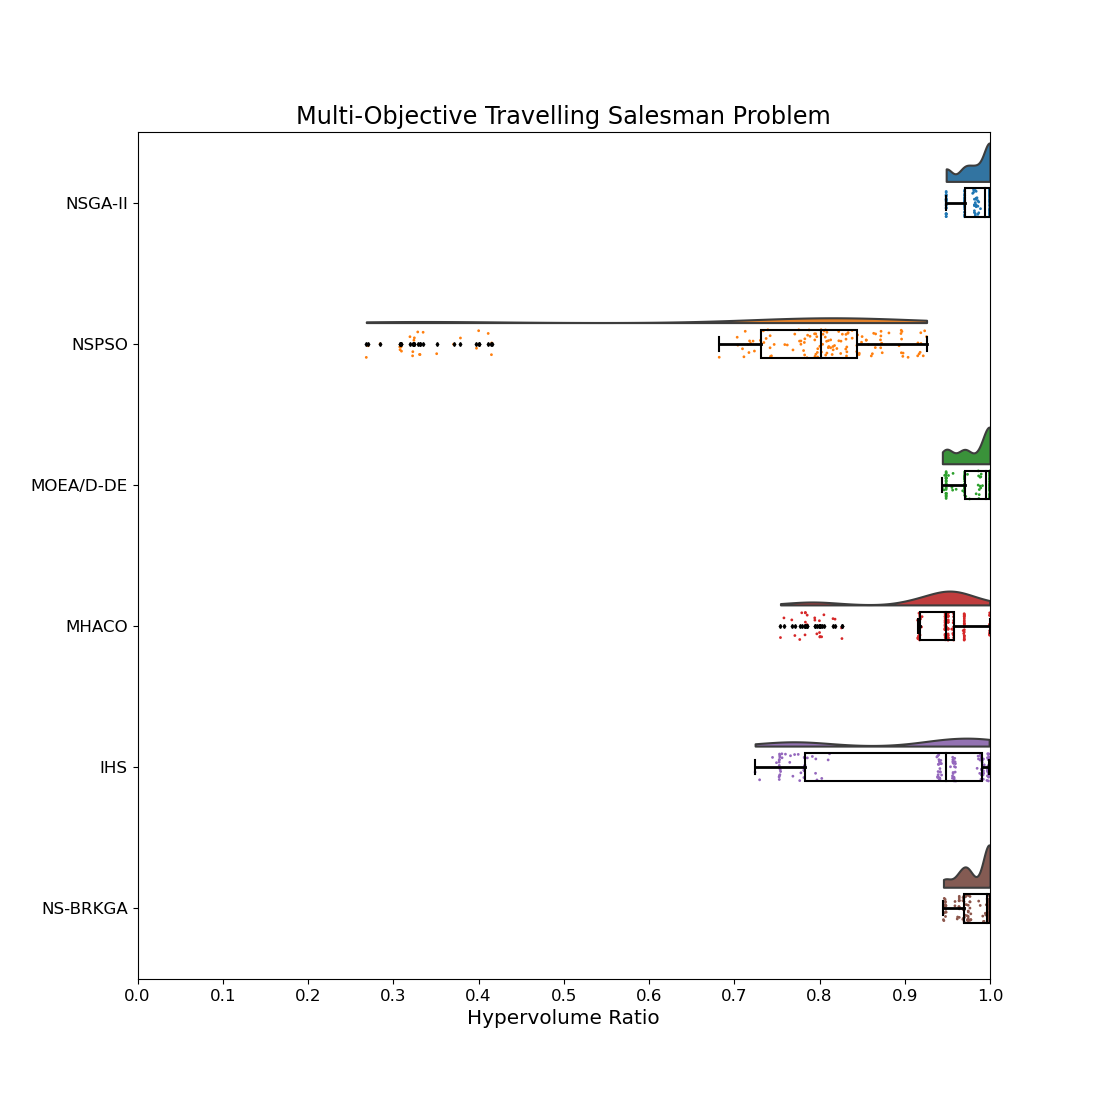 Multi-Objective Travelling Salesman Problem
NSGA-II
NSPSO
MOEA/D-DE
MHACO
IHS
NS-BRKGA
0.0 0.1 0.2 0.3 0.4 0.5 0.6 0.7 0.8 0.9 1.0
Hypervolume Ratio